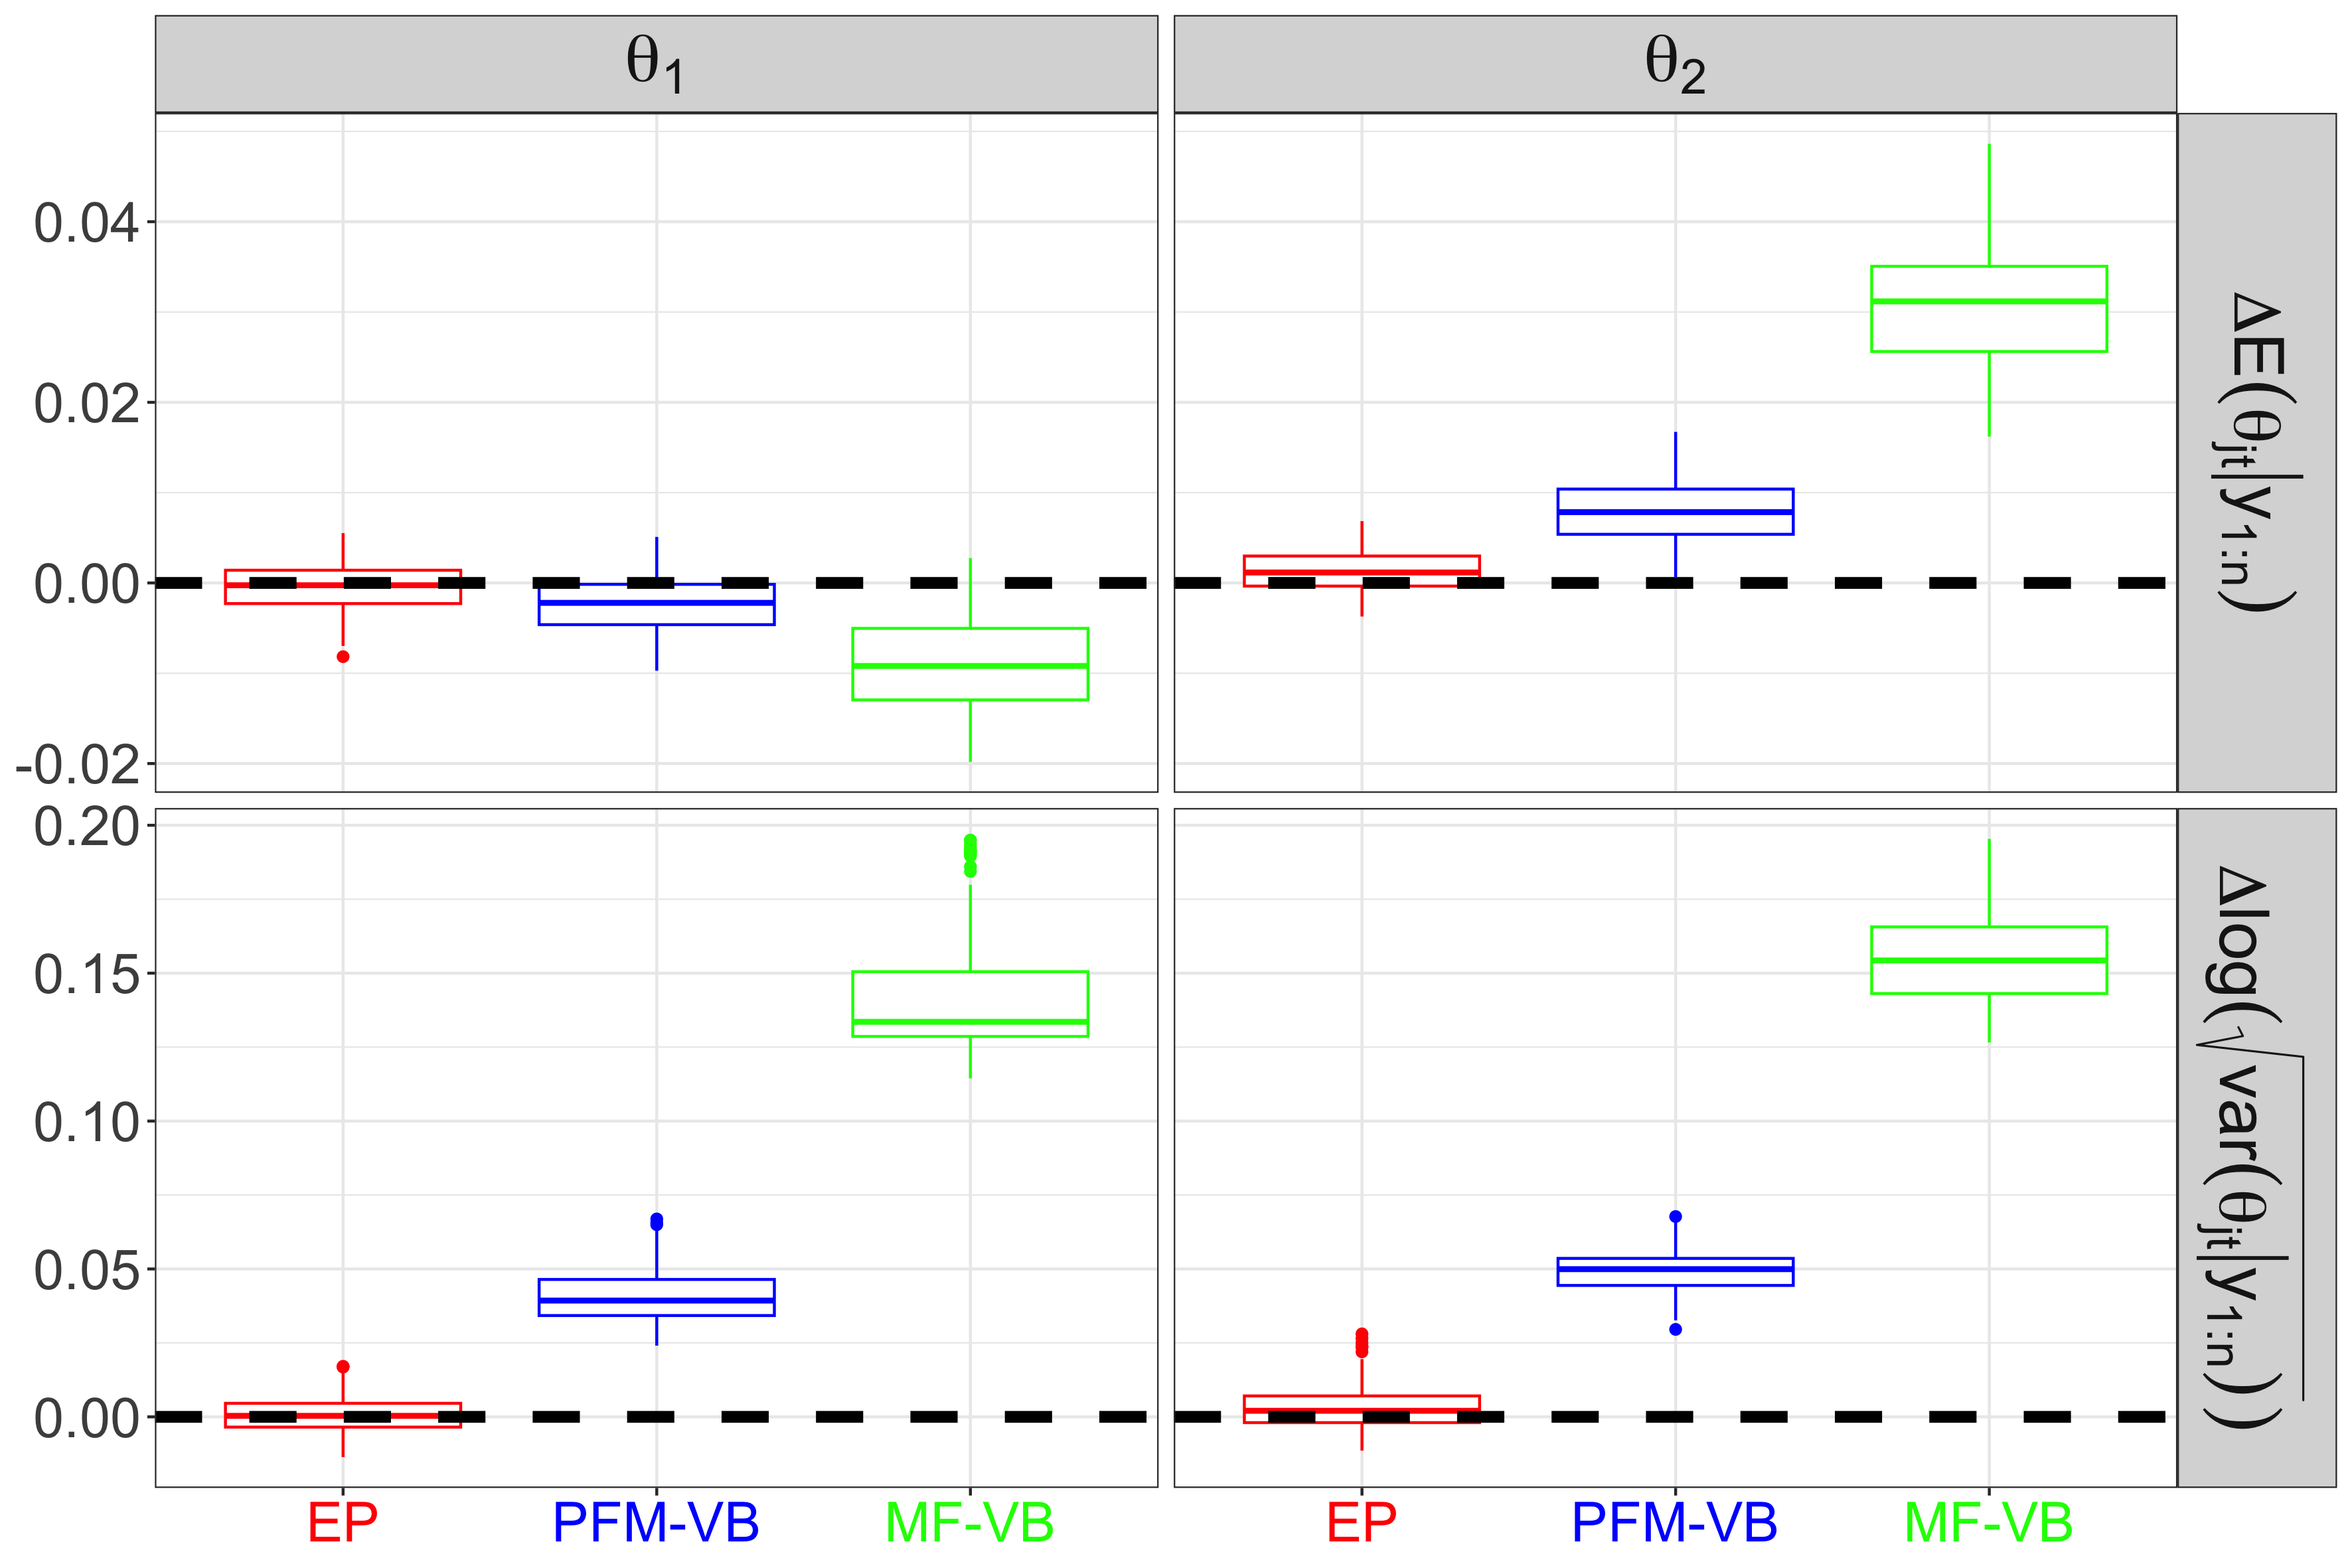 θ1 θ2
0.04
0.02
0.00
-0.02
ΔE(θjt|y1:n)
0.20
0.15
0.10
0.05
0.00
Δlog(√var(θjt|y1:n))
EP PFM-VB MF-VB EP PFM-VB MF-VB